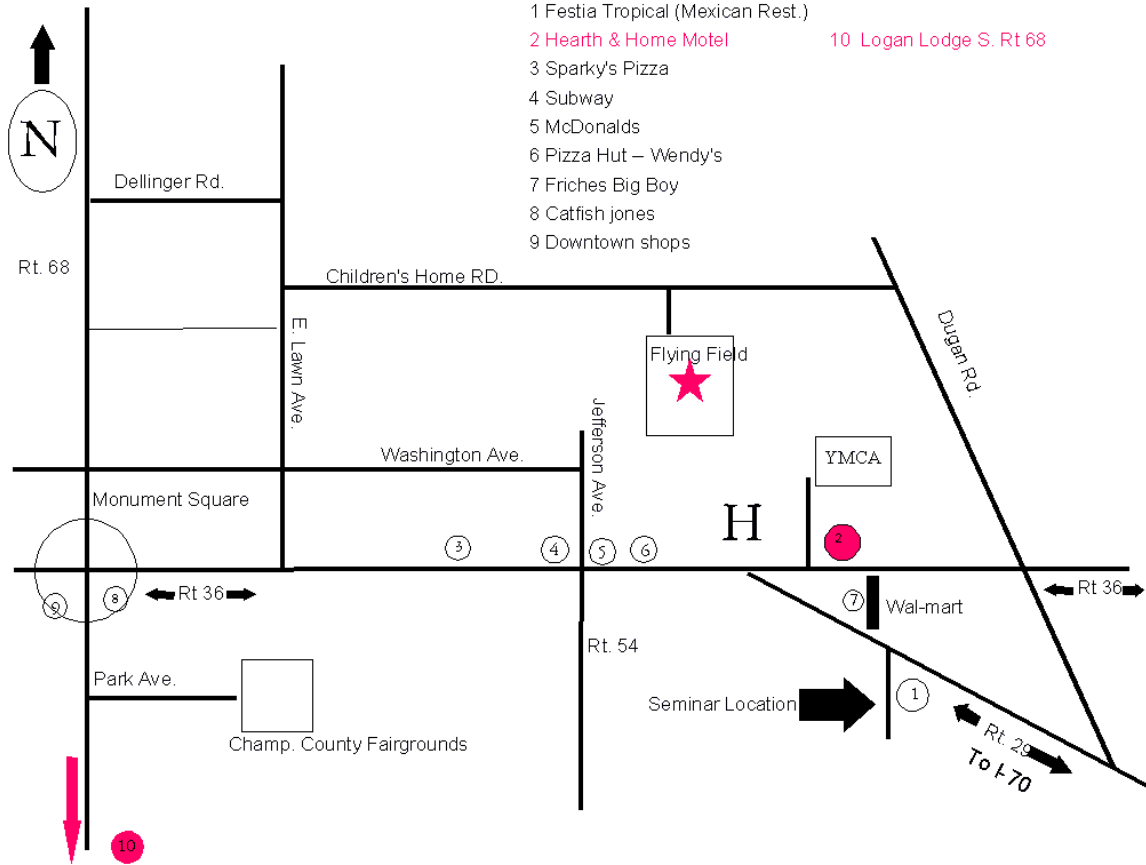 1 Festia Tropical (Mexican Rest.)
2 Hearth & Home Motel
10 Logan Lodge S. Rt 68
3 Sparky's Pizza
4 Subway
5 McDonalds
6 Pizza Hut – Wendy's
7 Friches Big Boy
8 Catfish jones
9 Downtown shops
N
Dellinger Rd.
Rt. 68
Children's Home RD.
E. Lawn Ave.
Flying Field
Dugan Rd.
Jefferson Ave.
Washington Ave.
YMCA
Monument Square
H
3
4
5
6
2
9
8
Rt 36
7
Wal-mart
Rt 36
Rt. 54
Park Ave.
Seminar Location
1
Champ. County Fairgrounds
Rt. 29
To I-70
10